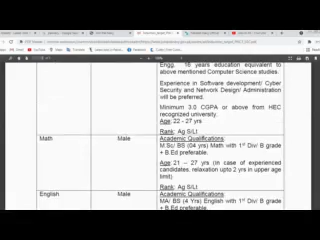 Engg. 16 years education equivalent to
above mentioned Computer Science studies.
Experience in Software development/ Cyber
Security and Network Design/ Administration
will be preferred.
Minimum 3.0 CGPA or above from HEC
recognized university.
Age: 22 - 27 yrs
Rank: Ag S/Lt
Math
Male
Academic Qualifications:
M.Sc/ BS (04 yrs) Math with 1st Div/ B grade
+ B.Ed preferable.
Age: 21 – 27 yrs (in case of experienced
candidates, relaxation upto 2 yrs in upper age
limit)
Rank: Ag S/Lt
English
Male
Academic Qualifications:
MA/ BS (4 Yrs) English with 1st Div/ B
grade + B.Ed preferable.